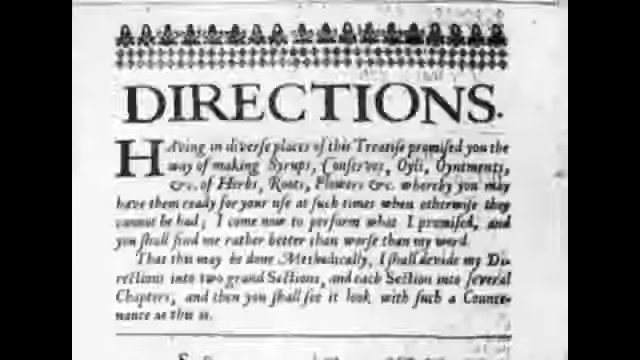 DIRECTIONS.
HAving in diverſe places of this Treatiſe promiſed you the
way of making Syrups, Conſerves, Oyls, Oyntments,
&c. of Herbs, Roots, Flowers &c. whereby you may
have them ready for your uſe at ſuch times when otherwiſe they
cannot be had; I come now to perform what I promiſed, and
you ſhall find me rather better than worſe than my word.
That this may be done Methodically, I ſhall devide my Di-
rections into two grand Sections, and each Section into ſeveral
Chapters, and then you ſhall ſee it look with ſuch a Counte-
nance as this is.